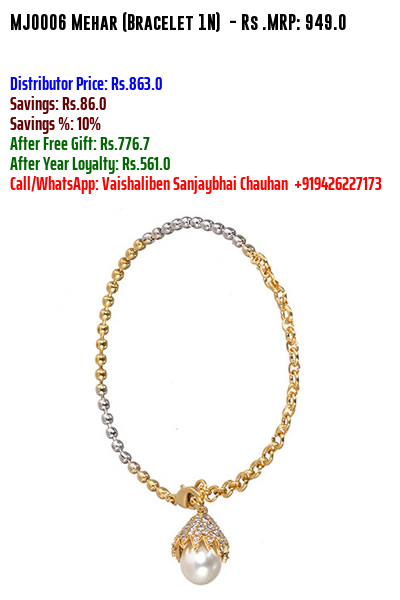 MJ0006 Mehar (Bracelet 1N) - Rs .MRP: 949.0
Distributor Price: Rs.863.0
Savings: Rs.86.0
Savings %: 10%
After Free Gift: Rs.776.7
After Year Loyalty: Rs.561.0
Call/WhatsApp: Vaishaliben Sanjaybhai Chauhan +919426227173